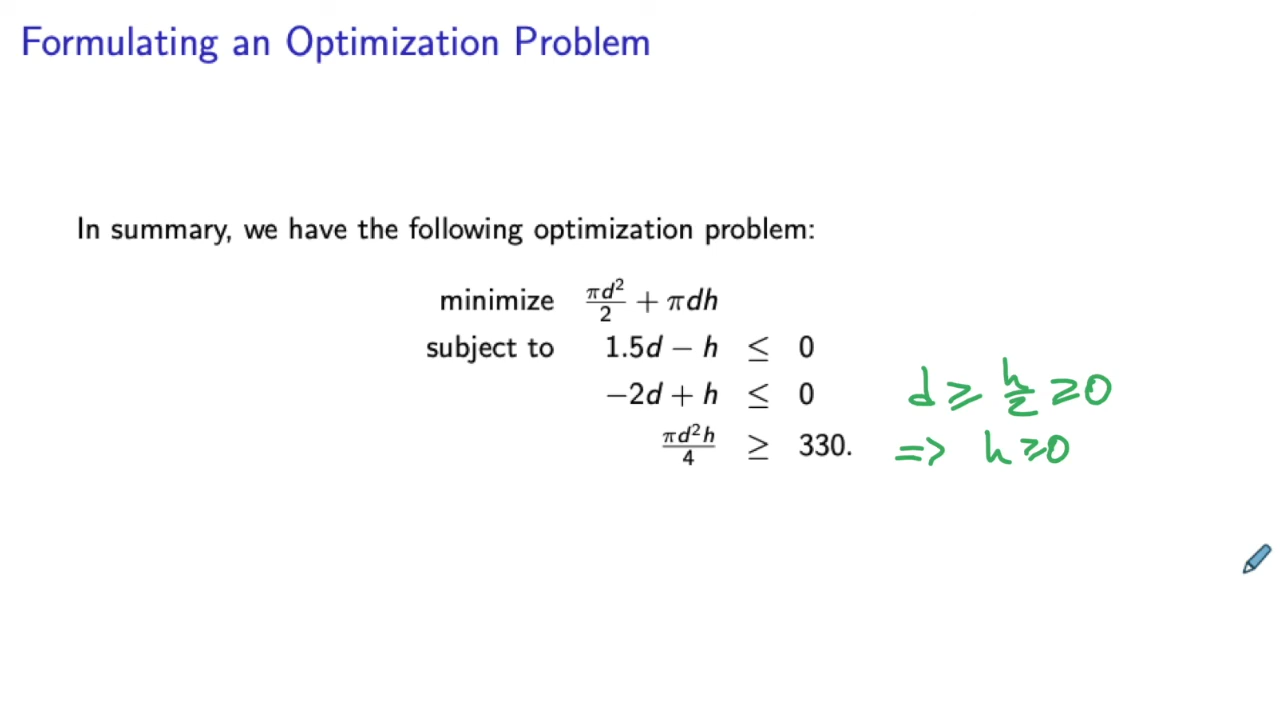 Formulating an Optimization Problem
In summary, we have the following optimization problem:
minimize πd²/2 + πdh
subject to 1.5d − h ≤ 0
−2d + h ≤ 0 d ≥ h/2 ≥ 0
πd²h/4 ≥ 330. => h ≥ 0